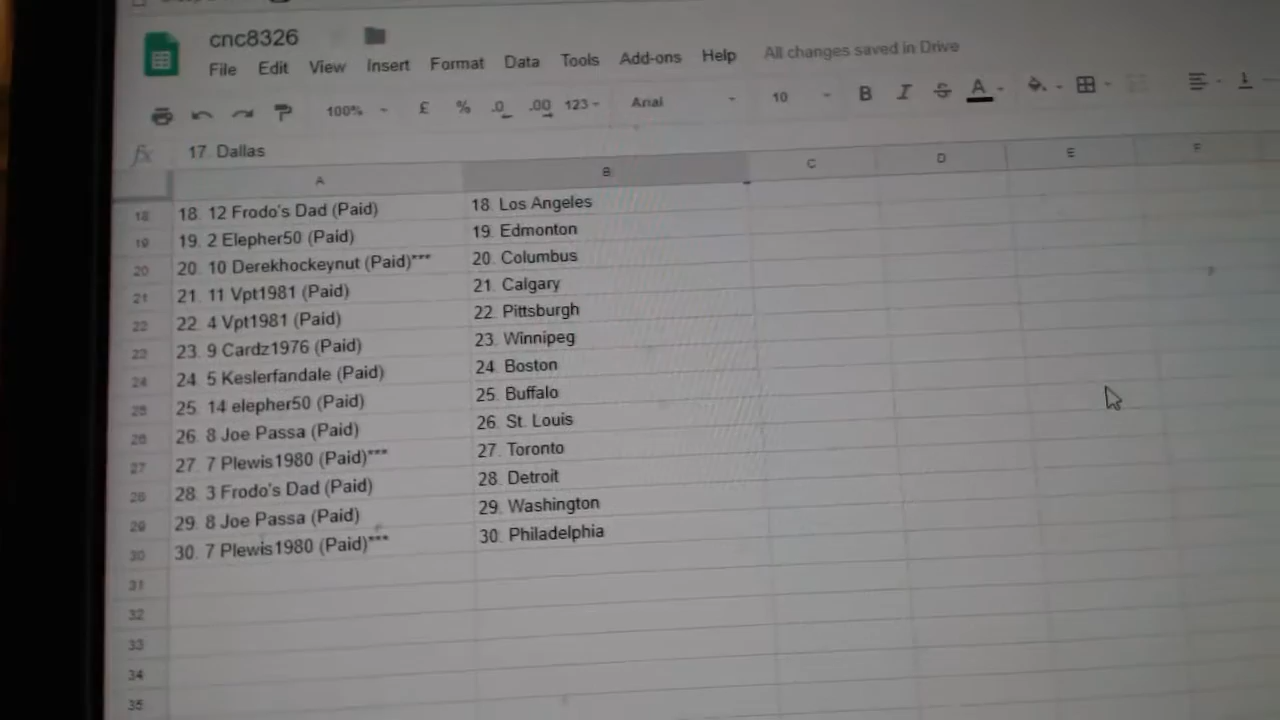 cnc8326
File Edit View Insert Format Data Tools Add-ons Help All changes saved in Drive
100% £ % .0 .00 123 Arial 10 B I S A
fx 17. Dallas
A B C D E F
18 18. 12 Frodo's Dad (Paid) 18. Los Angeles
19 19. 2 Elepher50 (Paid) 19. Edmonton
20 20. 10 Derekhockeynut (Paid)*** 20. Columbus
21 21. 11 Vpt1981 (Paid) 21. Calgary
22 22. 4 Vpt1981 (Paid) 22. Pittsburgh
23 23. 9 Cardz1976 (Paid) 23. Winnipeg
24 24. 5 Keslerfandale (Paid) 24. Boston
25 25. 14 elepher50 (Paid) 25. Buffalo
26 26. 8 Joe Passa (Paid) 26. St. Louis
27 27. 7 Plewis1980 (Paid)*** 27. Toronto
28 28. 3 Frodo's Dad (Paid) 28. Detroit
29 29. 8 Joe Passa (Paid) 29. Washington
30 30. 7 Plewis1980 (Paid)*** 30. Philadelphia
31
32
33
34
35